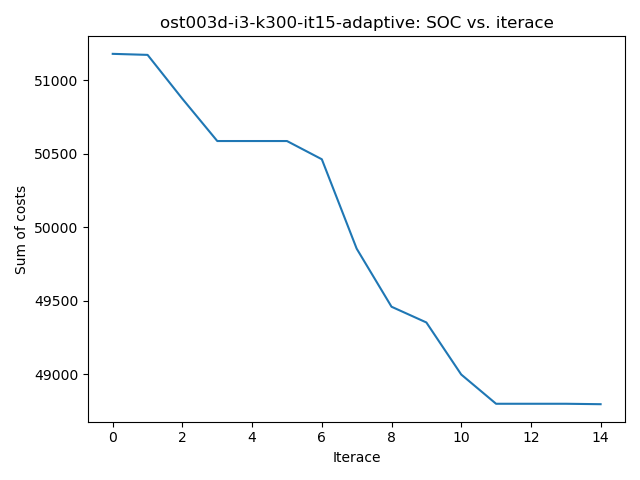 ost003d-i3-k300-it15-adaptive: SOC vs. iterace
51000
50500
50000
49500
49000
Sum of costs
0 2 4 6 8 10 12 14
Iterace